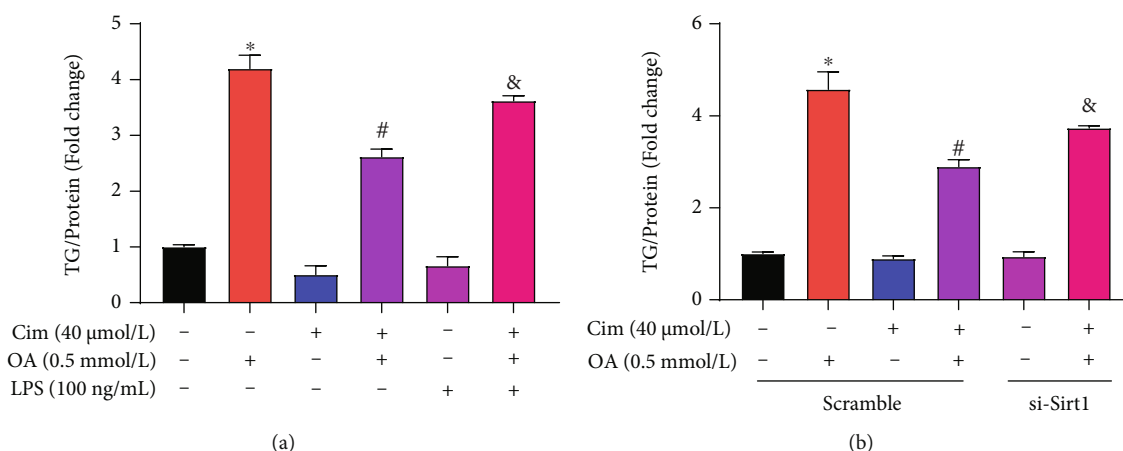 TG/Protein (Fold change)
5
4
3
2
1
0
*
#
&
Cim (40 μmol/L) – – + + – +
OA (0.5 mmol/L) – + – + – +
LPS (100 ng/mL) – – – – + +
(a)
TG/Protein (Fold change)
6
4
2
0
*
#
&
Cim (40 μmol/L) – – + + – +
OA (0.5 mmol/L) – + – + – +
Scramble si-Sirt1
(b)